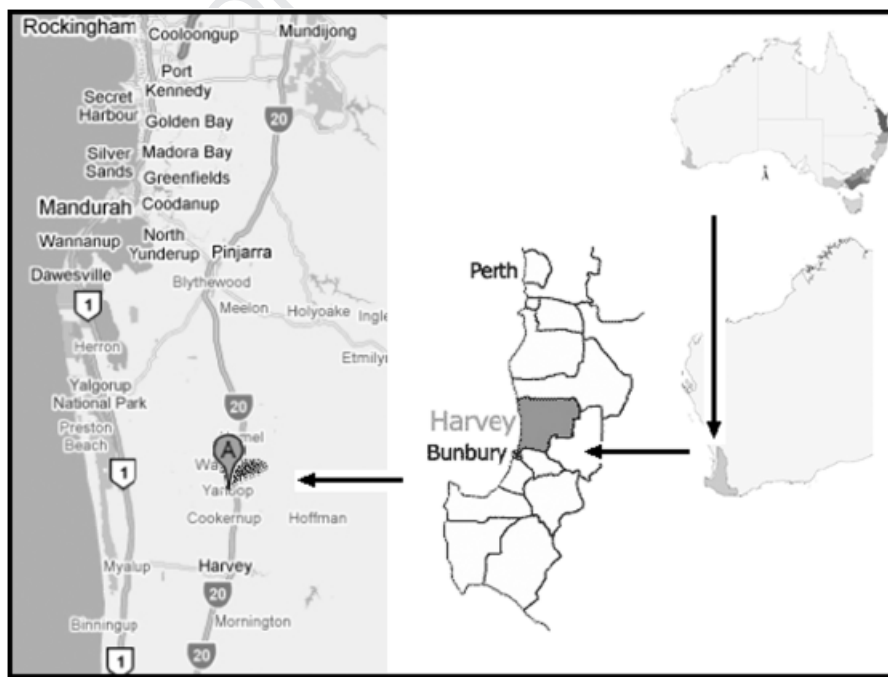 Rockingham
Cooloongup
Mundijong
Port
Kennedy
Secret
Harbour
Golden Bay
20
Silver
Sands
Madora Bay
Greenfields
Mandurah
Coodanup
Wannanup
North
Yunderup
Pinjarra
Dawesville
Blythewood
1
Meelon
Holyoake
Ingle
Herron
Etmilyn
Yalgorup
National Park
20
Preston
Beach
A
1
Cookernup
Hoffman
Myalup
Harvey
20
Binningup
Mornington
1
20
Perth
Harvey
Bunbury